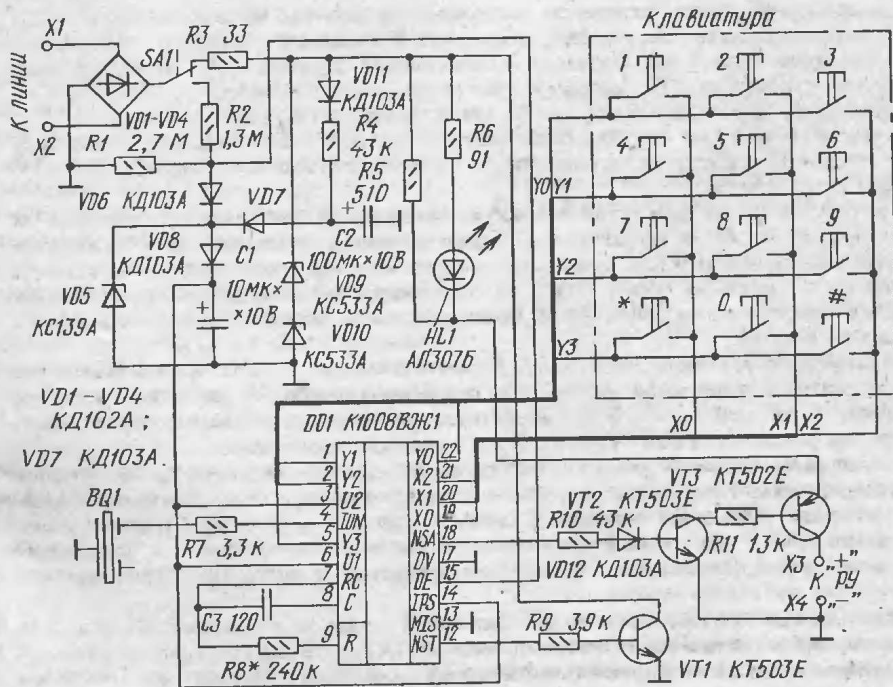 X1
К линии
X2
SA1
R3 33
VD1-VD4
R1
2,7 М
R2
1,3 М
VD6 КД103А
VD7
VD8
КД103А
C1
10МК×
×10В
VD5
КС139А
VD11
КД103А
R4
43 к
R5
510
C2
100МК×10В
VD9
КС533А
VD10
КС533А
R6
91
HL1
АЛ307Б
Клавиатура
1
2
3
4
5
6
7
8
9
*
0
#
Y0
Y1
Y2
Y3
X0
X1
X2
VD1 - VD4
КД102А;
VD7 КД103А.
BQ1
R7 3,3 к
C3 120
R8* 240 к
DD1 К1008ВЖ1
1 Y1
2 Y2
3 U2
4 TON
5 Y3
6 U1
7 RC
8 C
9 R
Y0 22
X2 21
X1 20
X0 19
NSA 18
DV 17
DE 15
IPS 14
MIS 13
NST 12
VT2 КТ503Е
R10 43 к
VD12 КД103А
VT3
КТ502Е
R11 13 к
X3 „+"
К РУ
X4 „–"
R9 3,9 к
VT1 КТ503Е